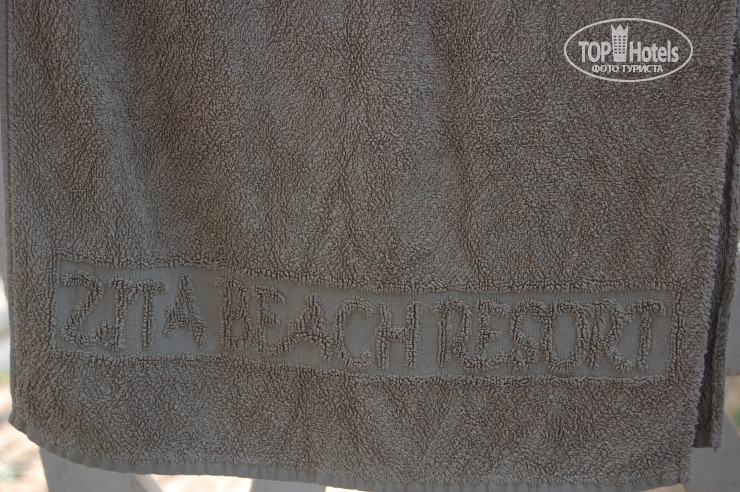 TOP Hotels
ФОТО ТУРИСТА
ZITA BEACH RESORT